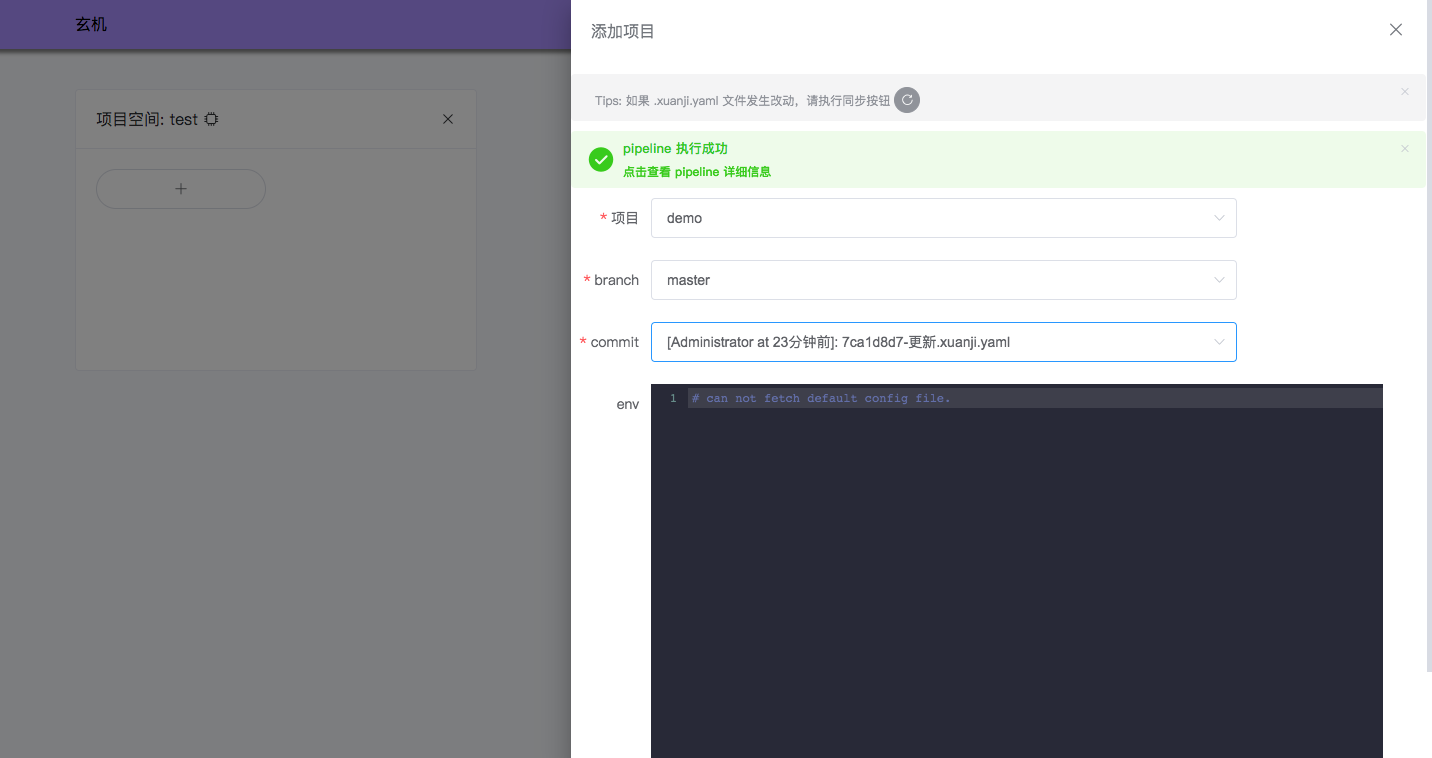 玄机
项目空间: test
添加项目
Tips: 如果 .xuanji.yaml 文件发生改动，请执行同步按钮
pipeline 执行成功
点击查看 pipeline 详细信息
* 项目 demo
* branch master
* commit [Administrator at 23分钟前]: 7ca1d8d7-更新.xuanji.yaml
env
1 # can not fetch default config file.